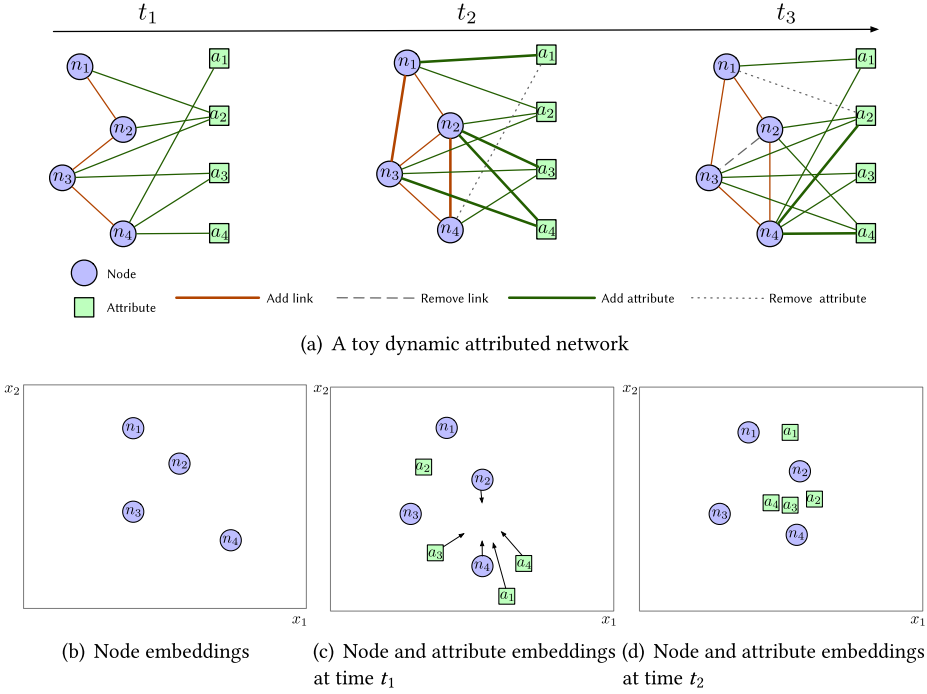 t₁ t₂ t₃
n₁ a₁ n₁ a₁ n₁ a₁
n₂ a₂ n₂ a₂ n₂ a₂
n₃ a₃ n₃ a₃ n₃ a₃
n₄ a₄ n₄ a₄ n₄ a₄
Node
Attribute Add link Remove link Add attribute Remove attribute
(a) A toy dynamic attributed network
x₂ x₂ x₂
n₁ n₁ n₁ a₁
n₂ a₂ n₂ n₂
n₃ n₃ n₃ a₄ a₃ a₂
n₄ a₃ n₄ a₄ n₄
a₁
x₁ x₁ x₁
(b) Node embeddings
(c) Node and attribute embeddings
at time t₁
(d) Node and attribute embeddings
at time t₂